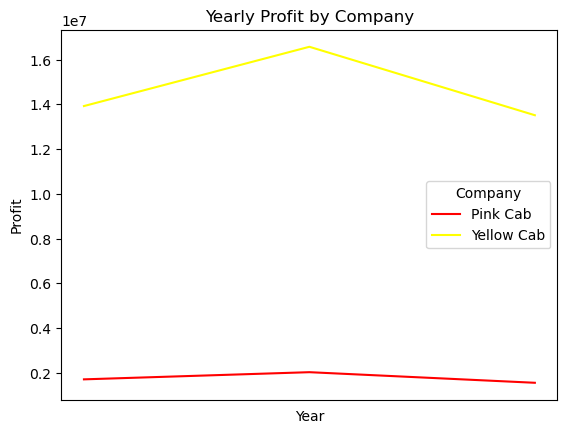 Yearly Profit by Company
1e7
1.6
1.4
1.2
1.0
0.8
0.6
0.4
0.2
Profit
Year
Company
Pink Cab
Yellow Cab